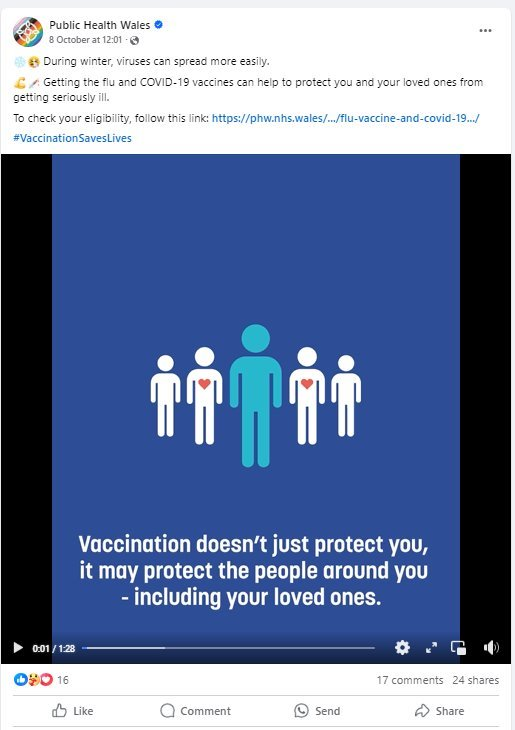 Public Health Wales
8 October at 12:01 ·
During winter, viruses can spread more easily.
Getting the flu and COVID-19 vaccines can help to protect you and your loved ones from
getting seriously ill.
To check your eligibility, follow this link: https://phw.nhs.wales/.../flu-vaccine-and-covid-19.../
#VaccinationSavesLives
Vaccination doesn't just protect you,
it may protect the people around you
- including your loved ones.
0:01 / 1:28
16
17 comments 24 shares
Like Comment Send Share